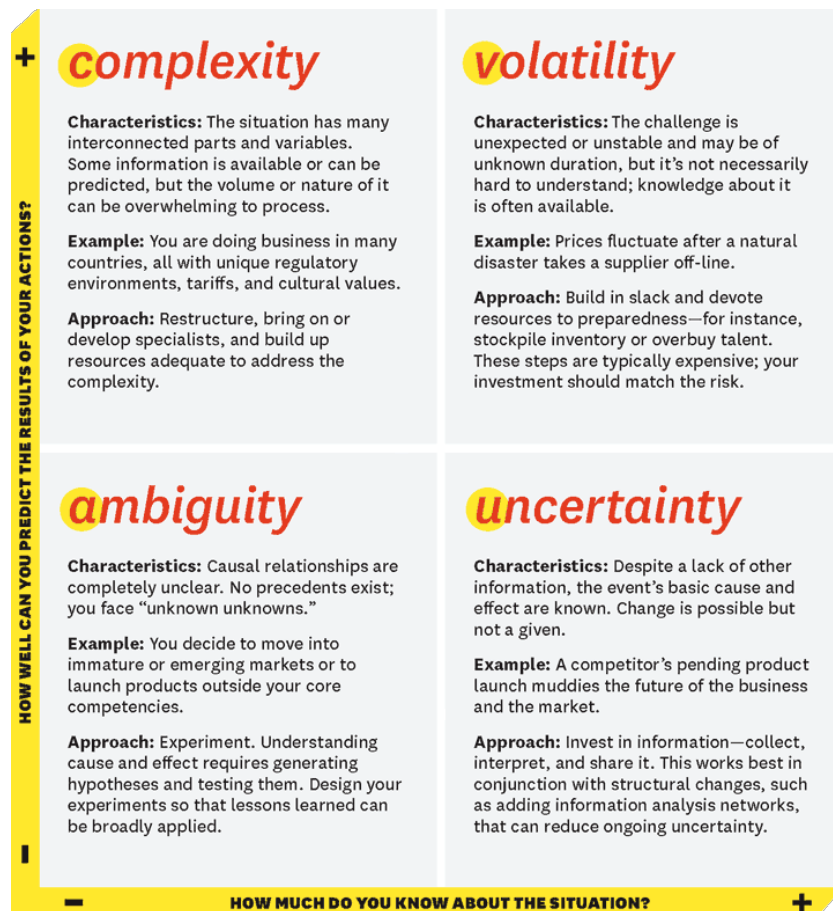 +
complexity
Characteristics: The situation has many
interconnected parts and variables.
Some information is available or can be
predicted, but the volume or nature of it
can be overwhelming to process.
Example: You are doing business in many
countries, all with unique regulatory
environments, tariffs, and cultural values.
Approach: Restructure, bring on or
develop specialists, and build up
resources adequate to address the
complexity.
volatility
Characteristics: The challenge is
unexpected or unstable and may be of
unknown duration, but it’s not necessarily
hard to understand; knowledge about it
is often available.
Example: Prices fluctuate after a natural
disaster takes a supplier off-line.
Approach: Build in slack and devote
resources to preparedness—for instance,
stockpile inventory or overbuy talent.
These steps are typically expensive; your
investment should match the risk.
HOW WELL CAN YOU PREDICT THE RESULTS OF YOUR ACTIONS?
ambiguity
Characteristics: Causal relationships are
completely unclear. No precedents exist;
you face “unknown unknowns.”
Example: You decide to move into
immature or emerging markets or to
launch products outside your core
competencies.
Approach: Experiment. Understanding
cause and effect requires generating
hypotheses and testing them. Design your
experiments so that lessons learned can
be broadly applied.
uncertainty
Characteristics: Despite a lack of other
information, the event’s basic cause and
effect are known. Change is possible but
not a given.
Example: A competitor’s pending product
launch muddies the future of the business
and the market.
Approach: Invest in information—collect,
interpret, and share it. This works best in
conjunction with structural changes, such
as adding information analysis networks,
that can reduce ongoing uncertainty.
–
– HOW MUCH DO YOU KNOW ABOUT THE SITUATION? +